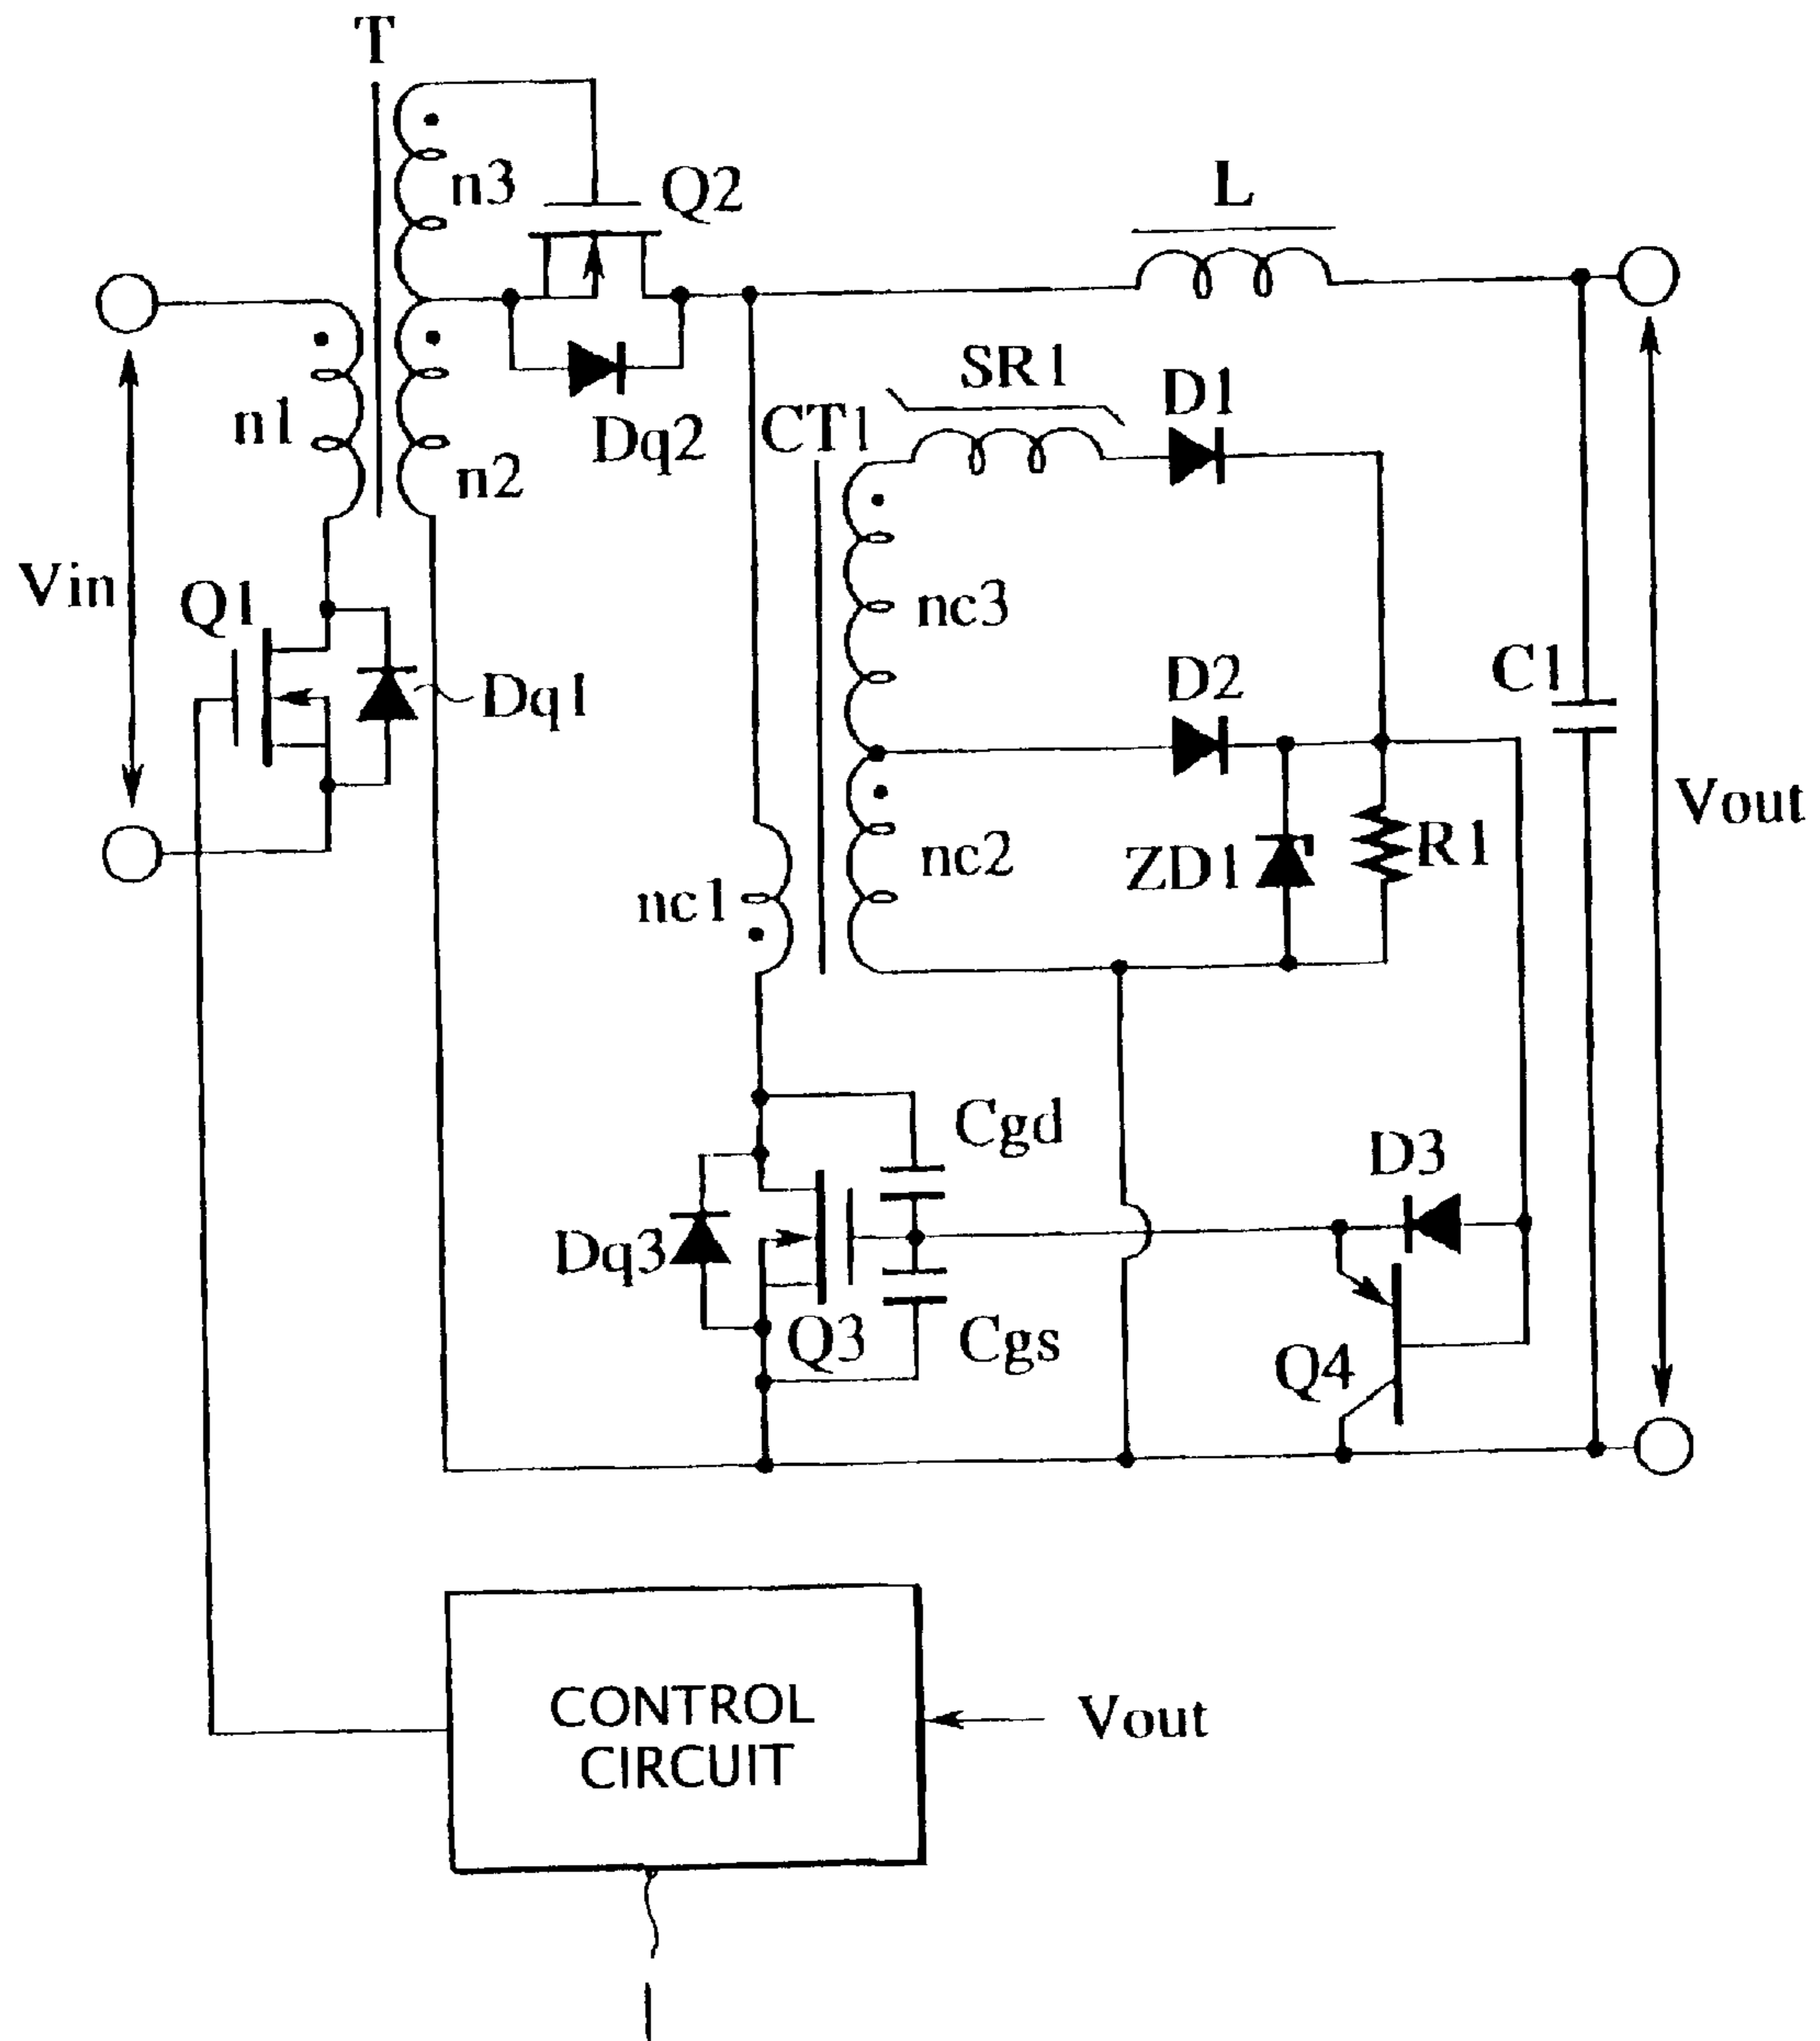 T
n3
Q2
L
n1
n2
Dq2
SR1
D1
CT1
Vin
Q1
Dq1
nc3
D2
C1
Vout
nc1
nc2
ZD1
R1
Cgd
D3
Dq3
Q3
Cgs
Q4
CONTROL
CIRCUIT
Vout
1